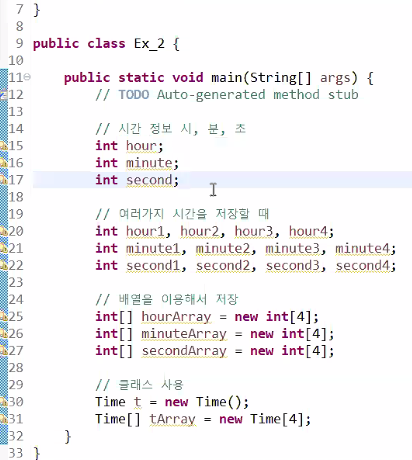 7 }
8
9 public class Ex_2 {
10
11 public static void main(String[] args) {
12 // TODO Auto-generated method stub
13
14 // 시간 정보 시, 분, 초
15 int hour;
16 int minute;
17 int second;
18
19 // 여러가지 시간을 저장할 때
20 int hour1, hour2, hour3, hour4;
21 int minute1, minute2, minute3, minute4;
22 int second1, second2, second3, second4;
23
24 // 배열을 이용해서 저장
25 int[] hourArray = new int[4];
26 int[] minuteArray = new int[4];
27 int[] secondArray = new int[4];
28
29 // 클래스 사용
30 Time t = new Time();
31 Time[] tArray = new Time[4];
32 }
33 }